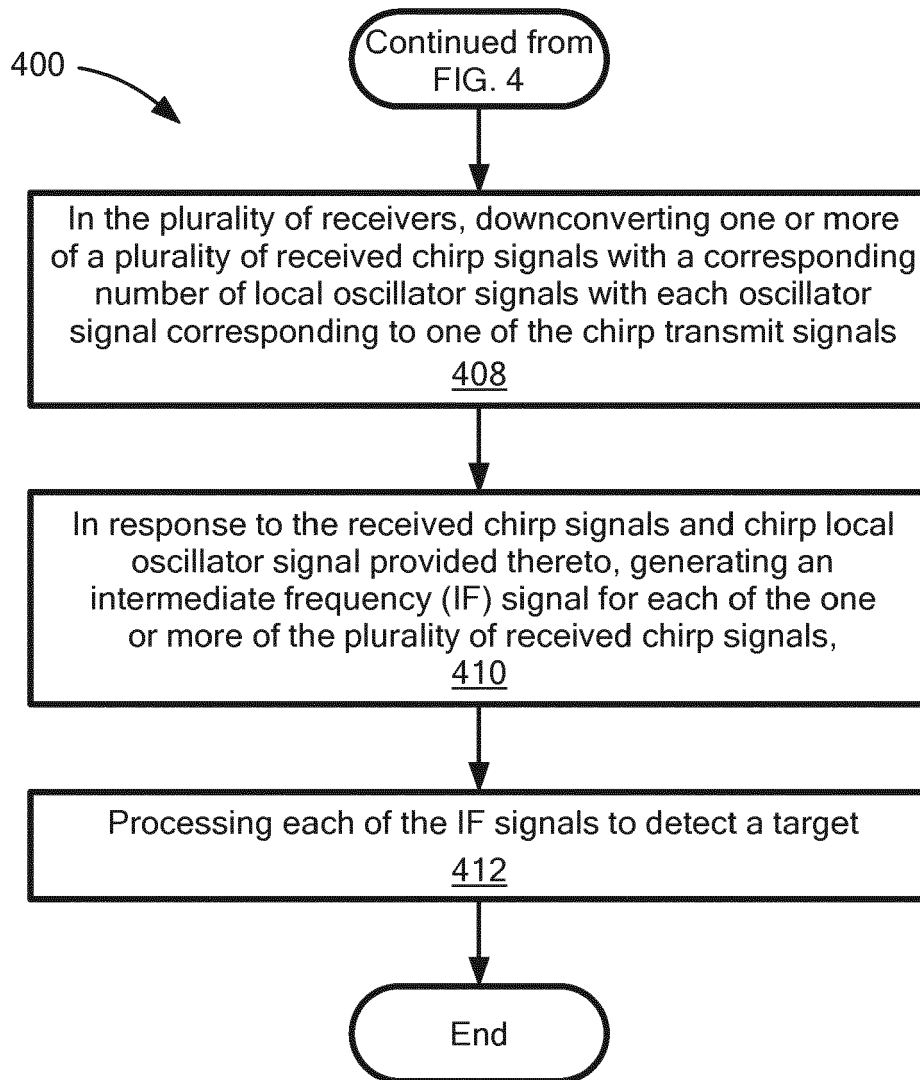 Continued from
FIG. 4
400
In the plurality of receivers, downconverting one or more
of a plurality of received chirp signals with a corresponding
number of local oscillator signals with each oscillator
signal corresponding to one of the chirp transmit signals
408
In response to the received chirp signals and chirp local
oscillator signal provided thereto, generating an
intermediate frequency (IF) signal for each of the one
or more of the plurality of received chirp signals,
410
Processing each of the IF signals to detect a target
412
End